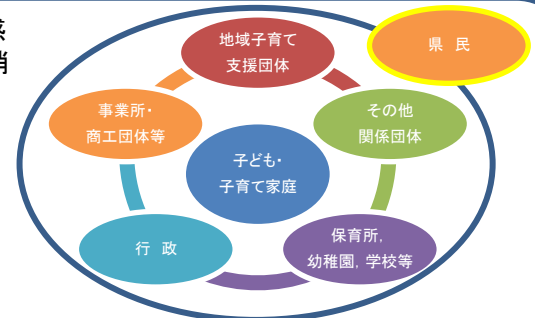 地域子育て
支援団体
県 民
事業所・
商工団体等
その他
関係団体
子ども・
子育て家庭
行 政
保育所,
幼稚園, 学校等